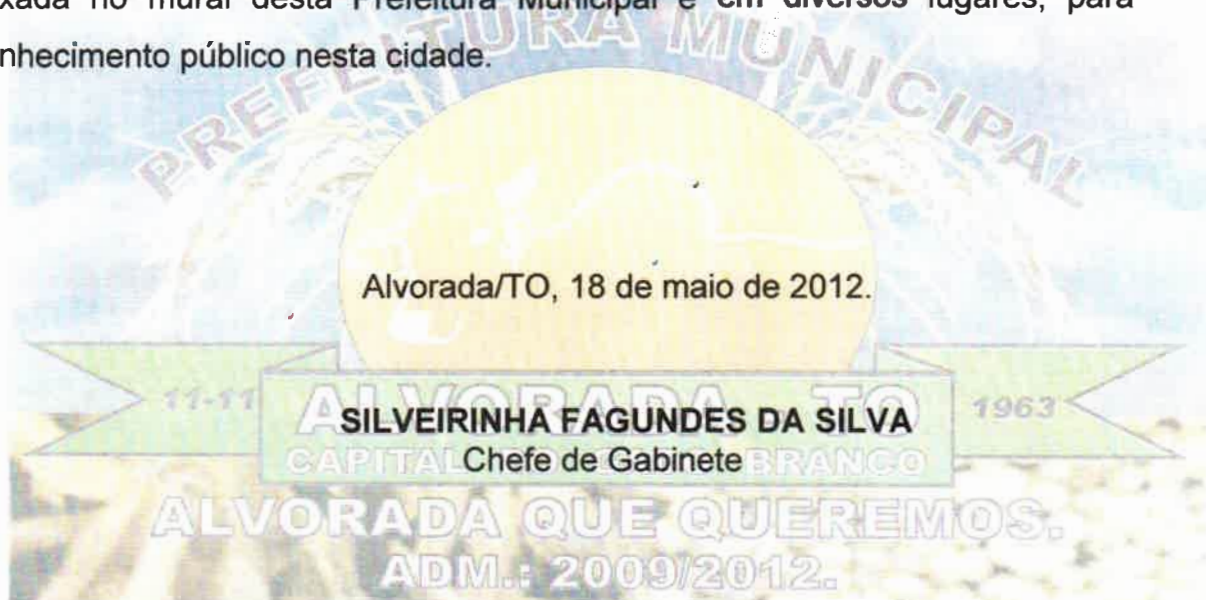 xada no mural desta Prefeitura Municipal e em diversos lugares, para
nhecimento público nesta cidade.
PREFEITURA MUNICIPAL
Alvorada/TO, 18 de maio de 2012.
11-11
ALVORADA TO
1963
SILVEIRINHA FAGUNDES DA SILVA
CAPITAL BRANCO
Chefe de Gabinete
ALVORADA QUE QUEREMOS.
ADM.: 2009/2012.